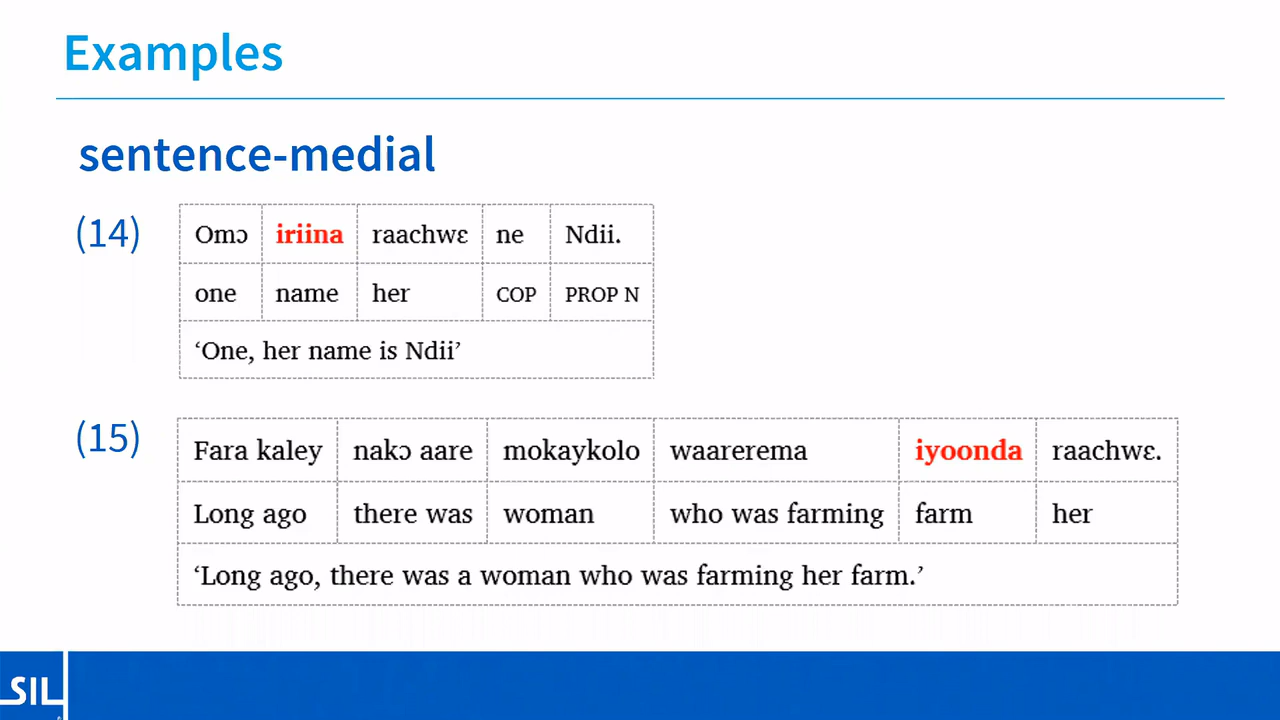 Examples
sentence-medial
(14)
Omɔ iriina raachwɛ ne Ndii.
one name her COP PROP N
‘One, her name is Ndii’
(15)
Fara kaley nakɔ aare mokaykolo waarerema iyoonda raachwɛ.
Long ago there was woman who was farming farm her
‘Long ago, there was a woman who was farming her farm.’
SIL